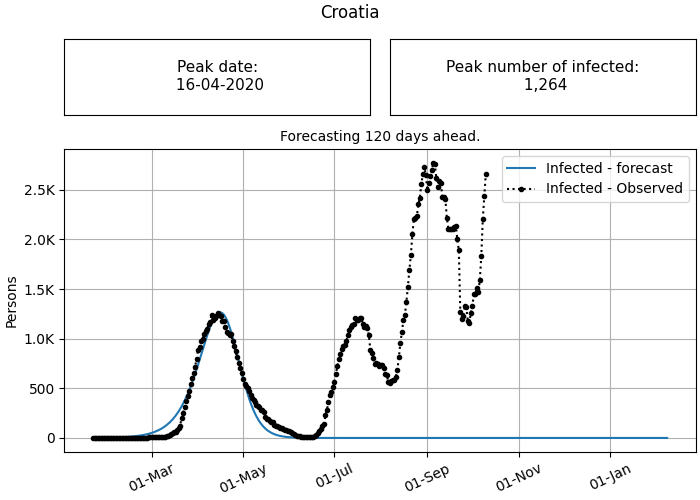 Croatia
Peak date:
16-04-2020
Peak number of infected:
1,264
Forecasting 120 days ahead.
Infected - forecast
Infected - Observed
Persons
2.5K
2.0K
1.5K
1.0K
500
0
01-Mar
01-May
01-Jul
01-Sep
01-Nov
01-Jan